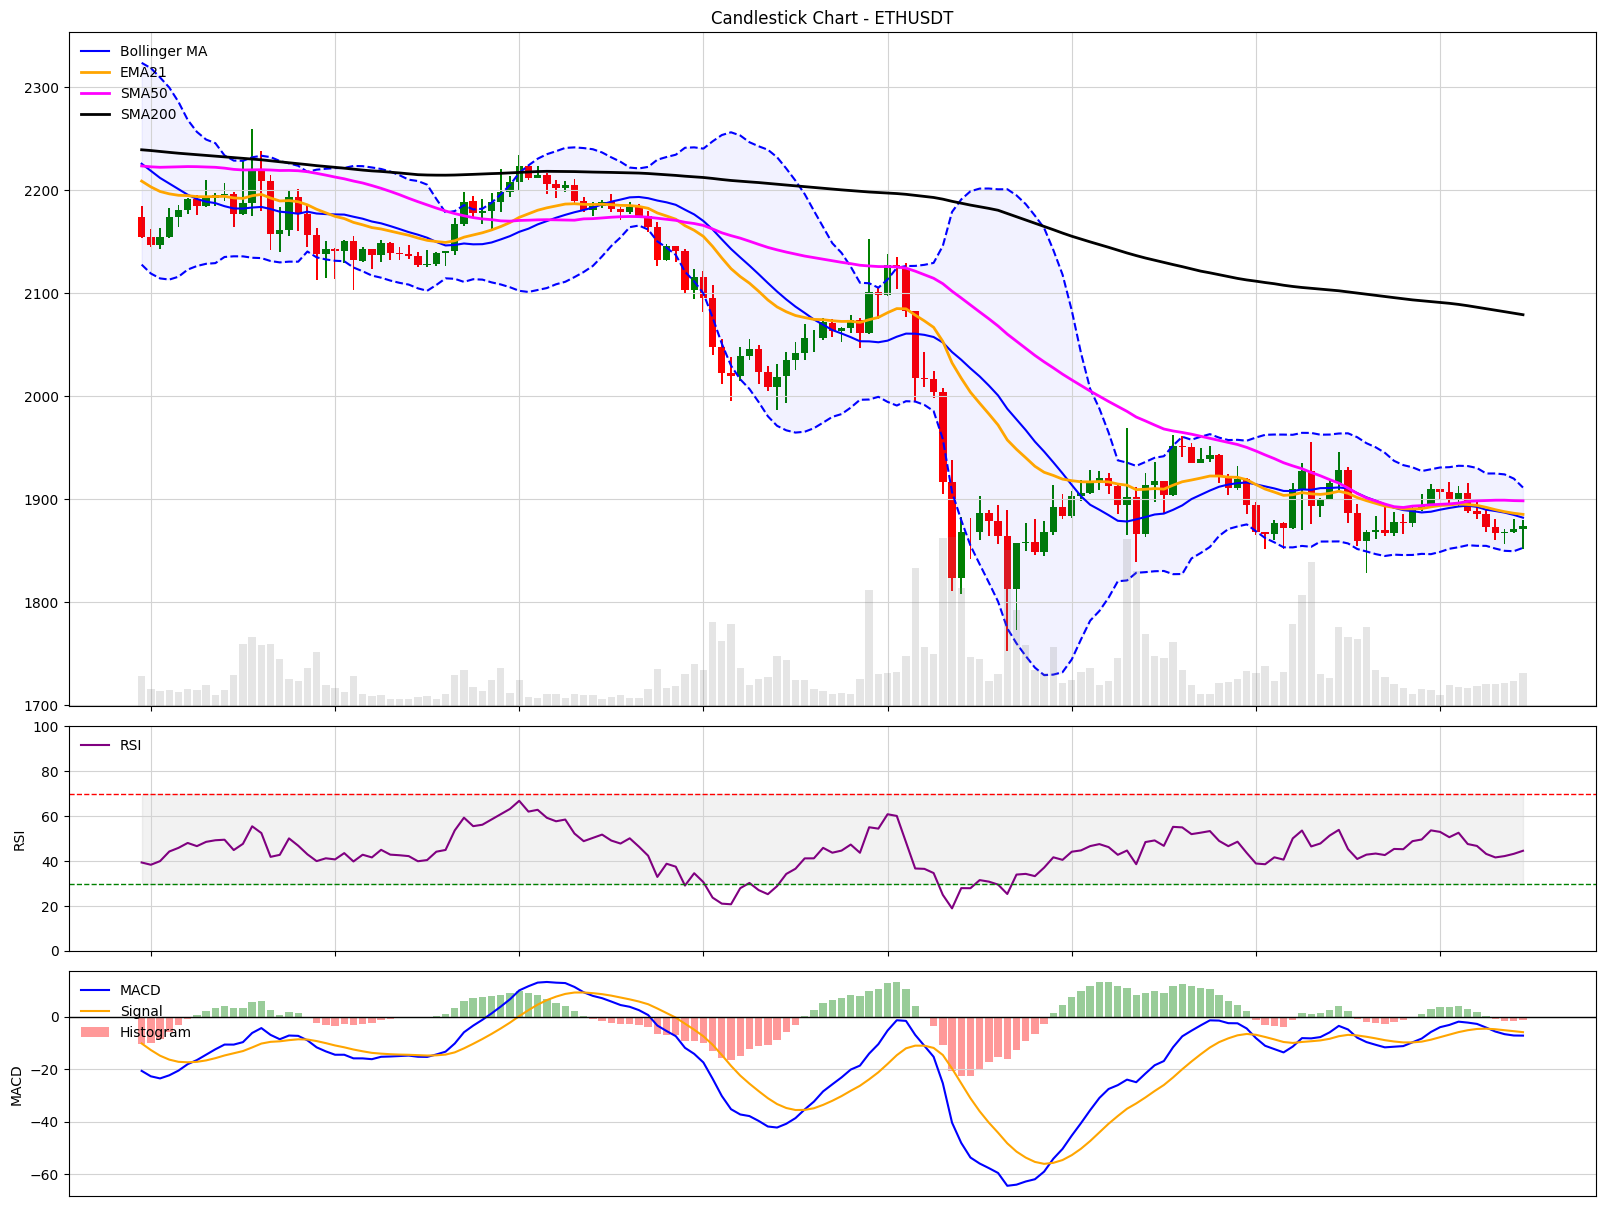 Candlestick Chart - ETHUSDT
Bollinger MA
EMA21
SMA50
SMA200
2300
2200
2100
2000
1900
1800
1700
RSI
100
80
60
40
20
0
RSI
MACD
Signal
Histogram
0
−20
−40
−60
MACD